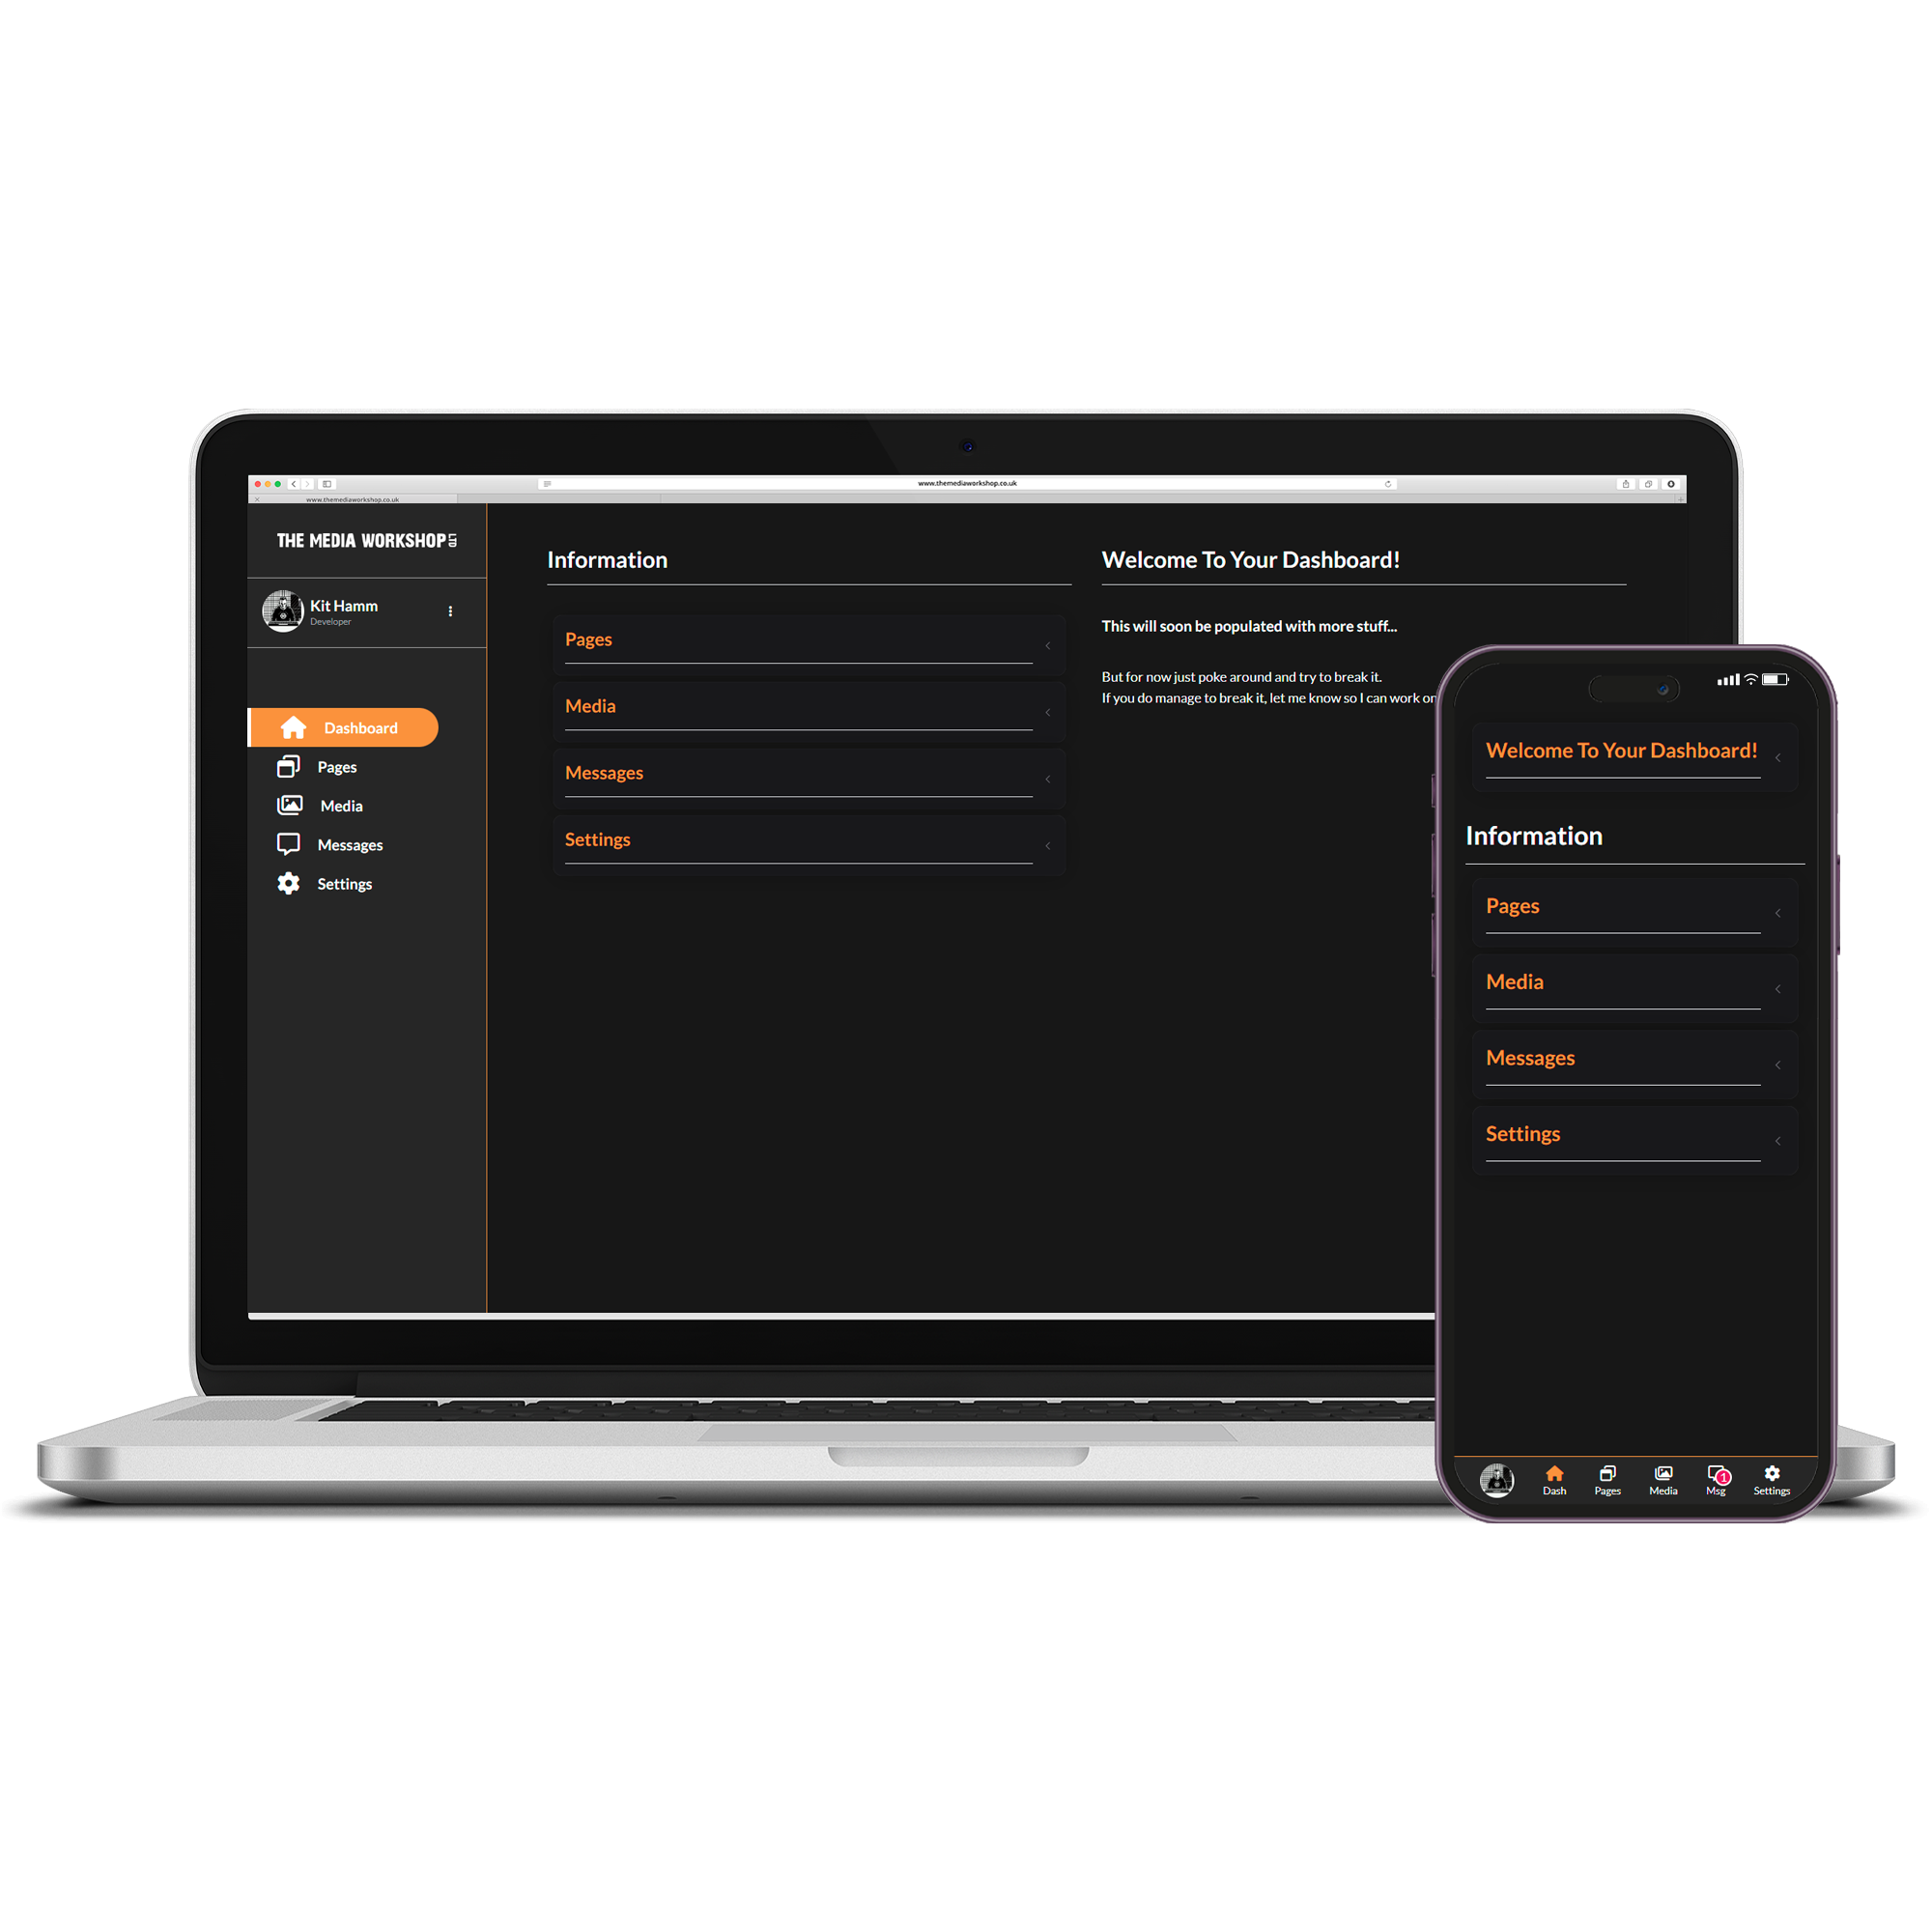 www.themediaworkshop.co.uk
www.themediaworkshop.co.uk
THE MEDIA WORKSHOP LTD
Kit Hamm
Developer
Dashboard
Pages
Media
Messages
Settings
Information
Pages
Media
Messages
Settings
Welcome To Your Dashboard!
This will soon be populated with more stuff...
But for now just poke around and try to break it.
If you do manage to break it, let me know so I can work on
Welcome To Your Dashboard!
Information
Pages
Media
Messages
Settings
Dash
Pages
Media
1
Msg
Settings